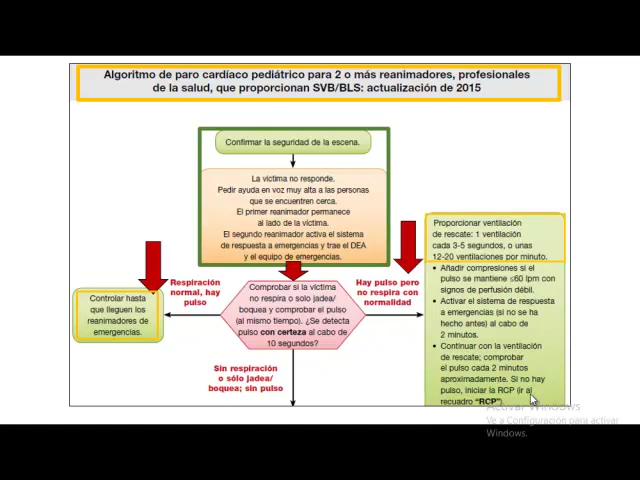 Algoritmo de paro cardíaco pediátrico para 2 o más reanimadores, profesionales
de la salud, que proporcionan SVB/BLS: actualización de 2015
Confirmar la seguridad de la escena.
La víctima no responde.
Pedir ayuda en voz muy alta a las personas
que se encuentren cerca.
El primer reanimador permanece
al lado de la víctima.
El segundo reanimador activa el sistema
de respuesta a emergencias y trae el DEA
y el equipo de emergencias.
Respiración
normal, hay
pulso
Controlar hasta
que lleguen los
reanimadores de
emergencias.
Comprobar si la víctima
no respira o solo jadea/
boquea y comprobar el pulso
(al mismo tiempo). ¿Se detecta
pulso con certeza al cabo de
10 segundos?
Hay pulso pero
no respira con
normalidad
Proporcionar ventilación
de rescate: 1 ventilación
cada 3-5 segundos, o unas
12-20 ventilaciones por minuto.
• Añadir compresiones si el
pulso se mantiene ≤60 lpm con
signos de perfusión débil.
• Activar el sistema de respuesta
a emergencias (si no se ha
hecho antes) al cabo de
2 minutos.
• Continuar con la ventilación
de rescate; comprobar
el pulso cada 2 minutos
aproximadamente. Si no hay
pulso, iniciar la RCP (ir al
recuadro "RCP").
Sin respiración
o sólo jadea/
boquea; sin pulso
Activar Windows
Ve a Configuración para activar
Windows.